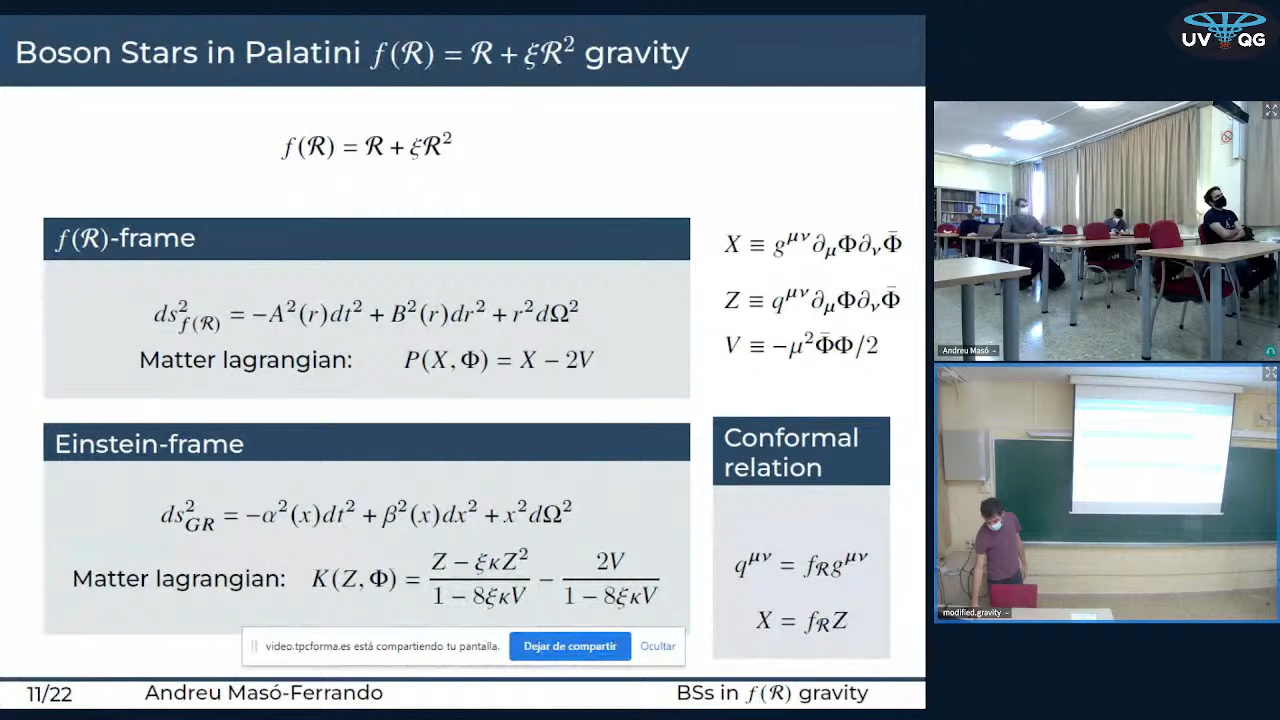 Boson Stars in Palatini f(ℛ) = ℛ + ξℛ² gravity
f(ℛ) = ℛ + ξℛ²
f(ℛ)-frame
ds²_{f(ℛ)} = −A²(r)dt² + B²(r)dr² + r²dΩ²
Matter lagrangian: P(X, Φ) = X − 2V
X ≡ g^{μν}∂_μΦ∂_νΦ̄
Z ≡ q^{μν}∂_μΦ∂_νΦ̄
V ≡ −μ²Φ̄Φ/2
Einstein-frame
ds²_{GR} = −α²(x)dt² + β²(x)dx² + x²dΩ²
Matter lagrangian: K(Z, Φ) = (Z − ξκZ²)/(1 − 8ξκV) − 2V/(1 − 8ξκV)
Conformal
relation
q^{μν} = f_ℛ g^{μν}
X = f_ℛ Z
video.tpcforma.es está compartiendo tu pantalla.
Dejar de compartir
Ocultar
11/22
Andreu Masó-Ferrando
BSs in f(ℛ) gravity
UV QG
Andreu Masó
modified.gravity